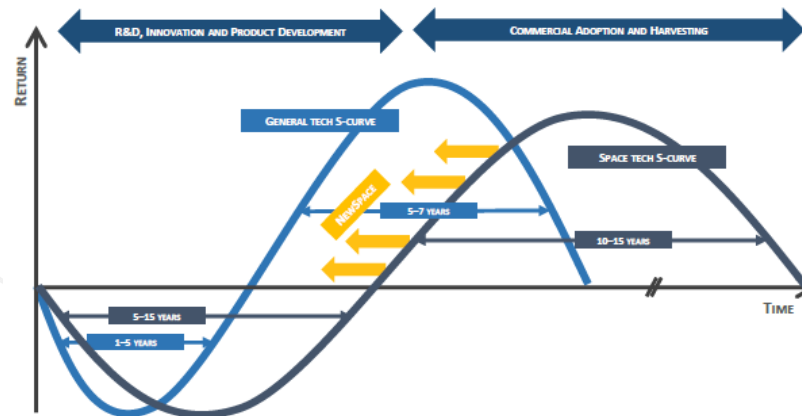 R&D, INNOVATION AND PRODUCT DEVELOPMENT
COMMERCIAL ADOPTION AND HARVESTING
RETURN
GENERAL TECH S-CURVE
SPACE TECH S-CURVE
NEWSPACE
5–7 YEARS
10–15 YEARS
TIME
5–15 YEARS
1–5 YEARS